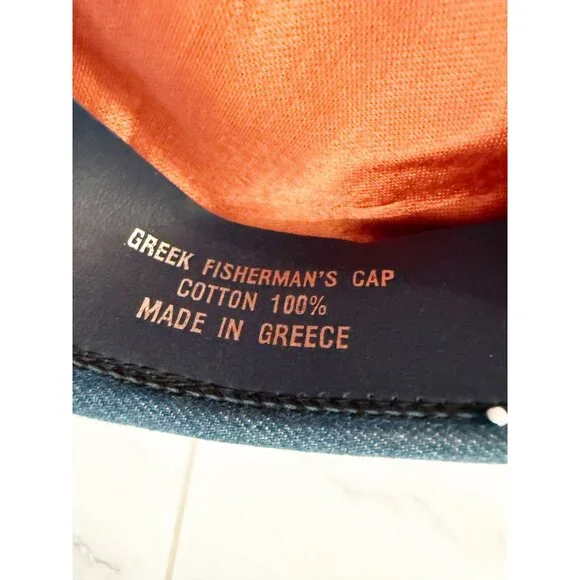 GREEK FISHERMAN'S CAP
COTTON 100%
MADE IN GREECE